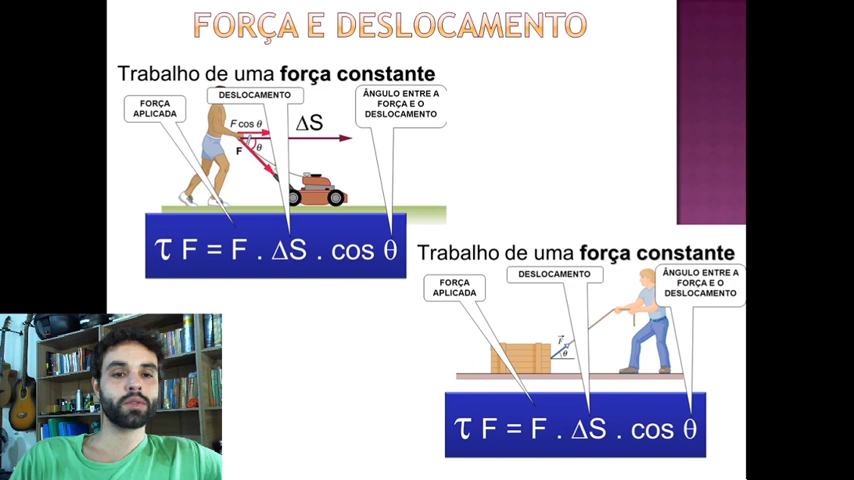 FORÇA E DESLOCAMENTO
Trabalho de uma força constante
FORÇA
APLICADA
DESLOCAMENTO
ÂNGULO ENTRE A
FORÇA E O
DESLOCAMENTO
F cos θ
ΔS
F
θ
τ F = F . ΔS . cos θ
Trabalho de uma força constante
FORÇA
APLICADA
DESLOCAMENTO
ÂNGULO ENTRE A
FORÇA E O
DESLOCAMENTO
F
θ
τ F = F . ΔS . cos θ